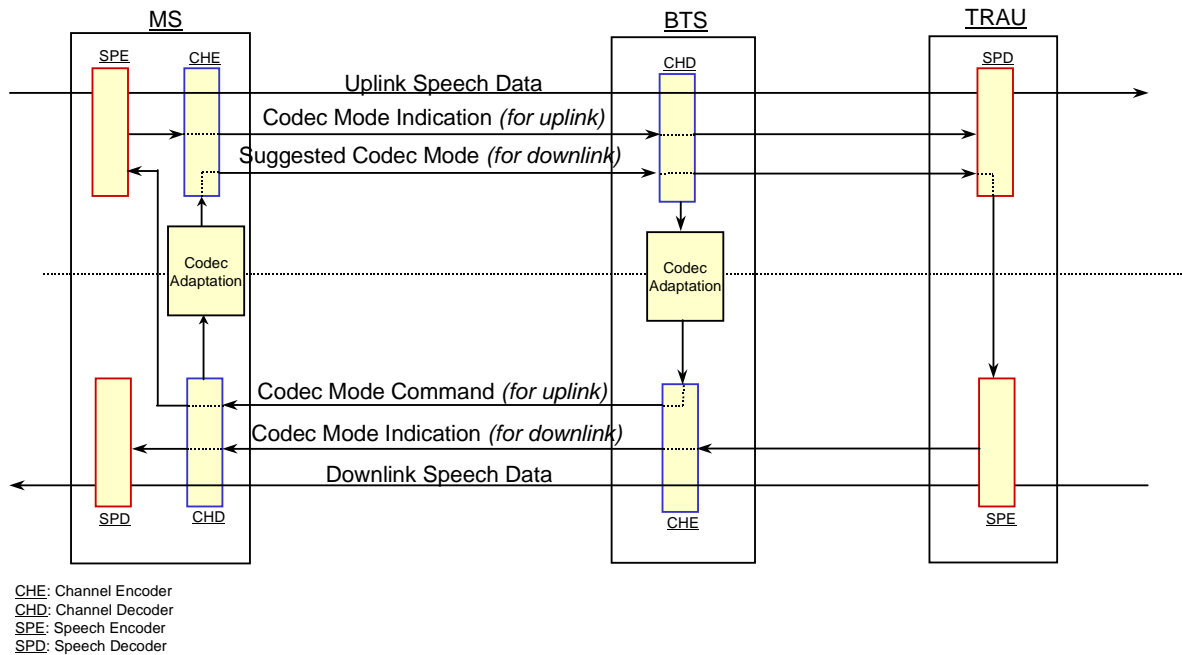 MS
BTS
TRAU
SPE
CHE
CHD
SPD
Uplink Speech Data
Codec Mode Indication (for uplink)
Suggested Codec Mode (for downlink)
Codec
Adaptation
Codec
Adaptation
Codec Mode Command (for uplink)
Codec Mode Indication (for downlink)
Downlink Speech Data
SPD
CHD
CHE
SPE
CHE: Channel Encoder
CHD: Channel Decoder
SPE: Speech Encoder
SPD: Speech Decoder